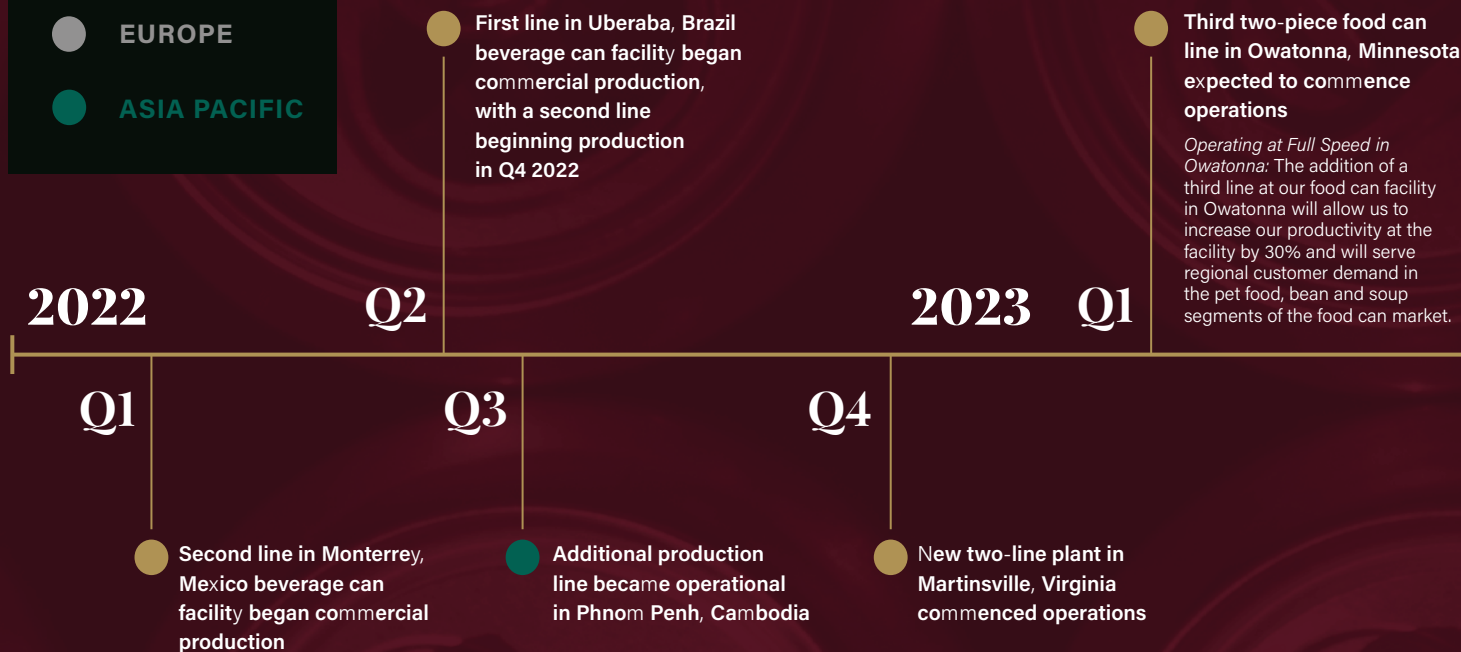 EUROPE
ASIA PACIFIC
First line in Uberaba, Brazil
beverage can facility began
commercial production,
with a second line
beginning production
in Q4 2022
Third two-piece food can
line in Owatonna, Minnesota
expected to commence
operations
Operating at Full Speed in
Owatonna: The addition of a
third line at our food can facility
in Owatonna will allow us to
increase our productivity at the
facility by 30% and will serve
regional customer demand in
the pet food, bean and soup
segments of the food can market.
2022
Q2
2023
Q1
Q1
Q3
Q4
Second line in Monterrey,
Mexico beverage can
facility began commercial
production
Additional production
line became operational
in Phnom Penh, Cambodia
New two-line plant in
Martinsville, Virginia
commenced operations